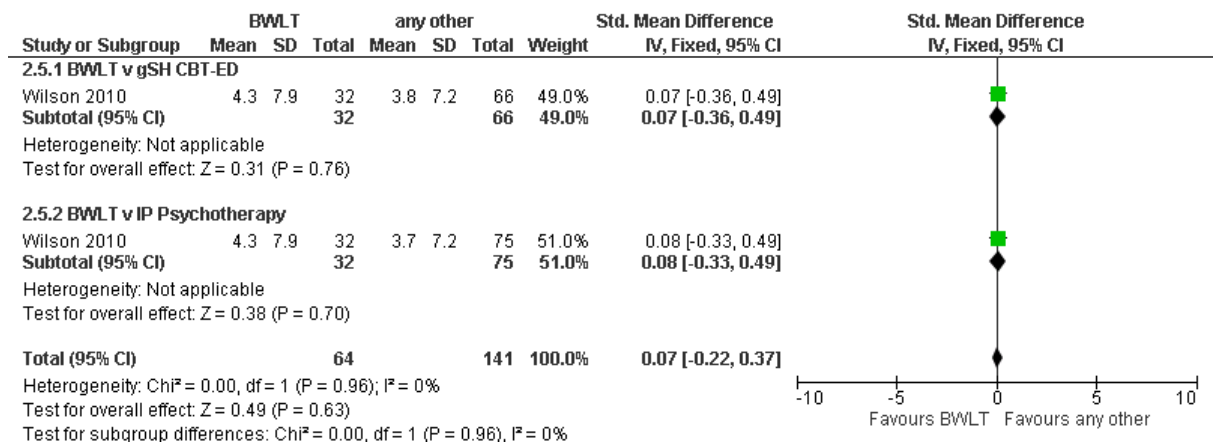 BWLT any other Std. Mean Difference Std. Mean Difference
Study or Subgroup Mean SD Total Mean SD Total Weight IV, Fixed, 95% CI IV, Fixed, 95% CI
2.5.1 BWLT v gSH CBT-ED
Wilson 2010 4.3 7.9 32 3.8 7.2 66 49.0% 0.07 [-0.36, 0.49]
Subtotal (95% CI) 32 66 49.0% 0.07 [-0.36, 0.49]
Heterogeneity: Not applicable
Test for overall effect: Z = 0.31 (P = 0.76)
2.5.2 BWLT v IP Psychotherapy
Wilson 2010 4.3 7.9 32 3.7 7.2 75 51.0% 0.08 [-0.33, 0.49]
Subtotal (95% CI) 32 75 51.0% 0.08 [-0.33, 0.49]
Heterogeneity: Not applicable
Test for overall effect: Z = 0.38 (P = 0.70)
Total (95% CI) 64 141 100.0% 0.07 [-0.22, 0.37]
Heterogeneity: Chi² = 0.00, df = 1 (P = 0.96); I² = 0%
Test for overall effect: Z = 0.49 (P = 0.63)
Test for subgroup differences: Chi² = 0.00, df = 1 (P = 0.96), I² = 0%
-10 -5 0 5 10
Favours BWLT Favours any other